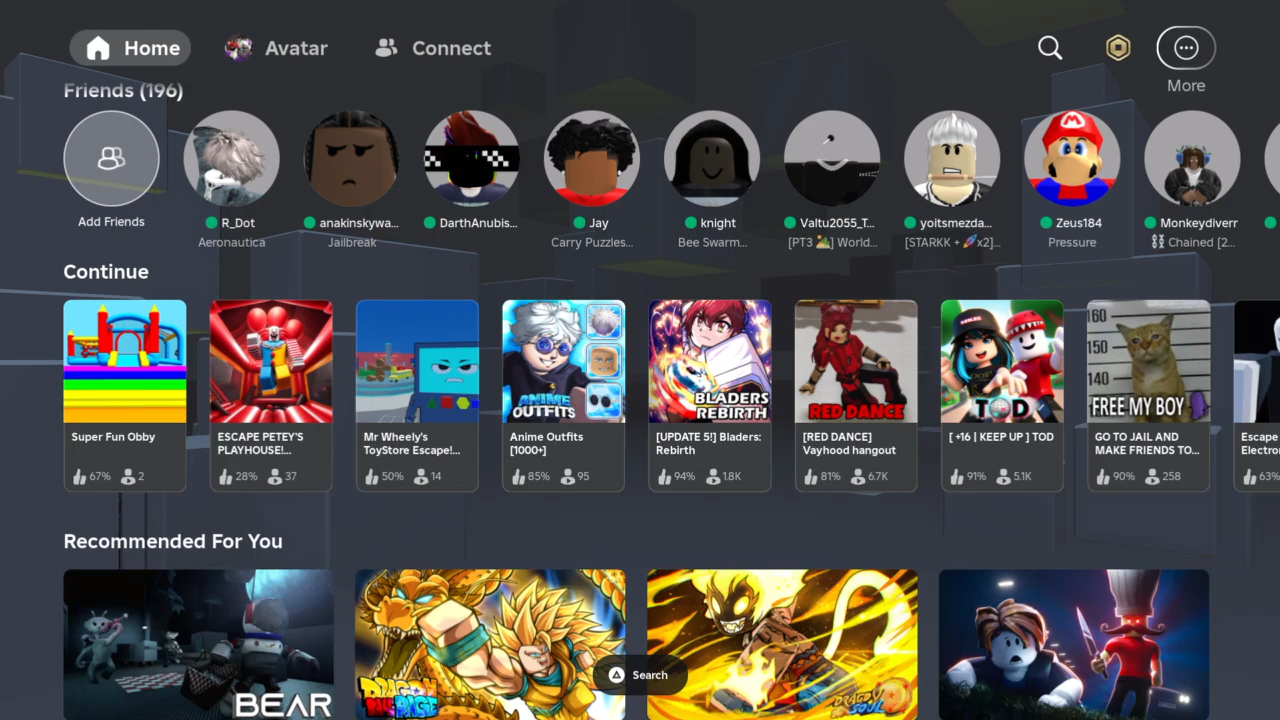 Home
Avatar
Connect
More
Friends (196)
Add Friends
R_Dot
anakinskywa...
DarthAnubis...
Jay
knight
Valtu2055_T...
yoitsmezda...
Zeus184
Monkeydiverr
Aeronautica
Jailbreak
Carry Puzzles...
Bee Swarm...
[PT3 🏝️] World...
[STARKK + 🚀x2]...
Pressure
⛓️ Chained [2...
Continue
ANIME
OUTFITS
BLADERS
REBIRTH
RED DANCE
TOD
160
150
140
FREE MY BOY
Super Fun Obby
67% 2
ESCAPE PETEY'S
PLAYHOUSE!...
28% 37
Mr Wheely's
ToyStore Escape!...
50% 14
Anime Outfits
[1000+]
85% 95
[UPDATE 5!] Bladers:
Rebirth
94% 1.8K
[RED DANCE]
Vayhood hangout
81% 6.7K
[ +16 | KEEP UP ] TOD
91% 5.1K
GO TO JAIL AND
MAKE FRIENDS TO...
90% 258
Escape
Electro
63%
Recommended For You
BEAR
DRAGON
BALL RAGE
DRAGON
SOUL
Search